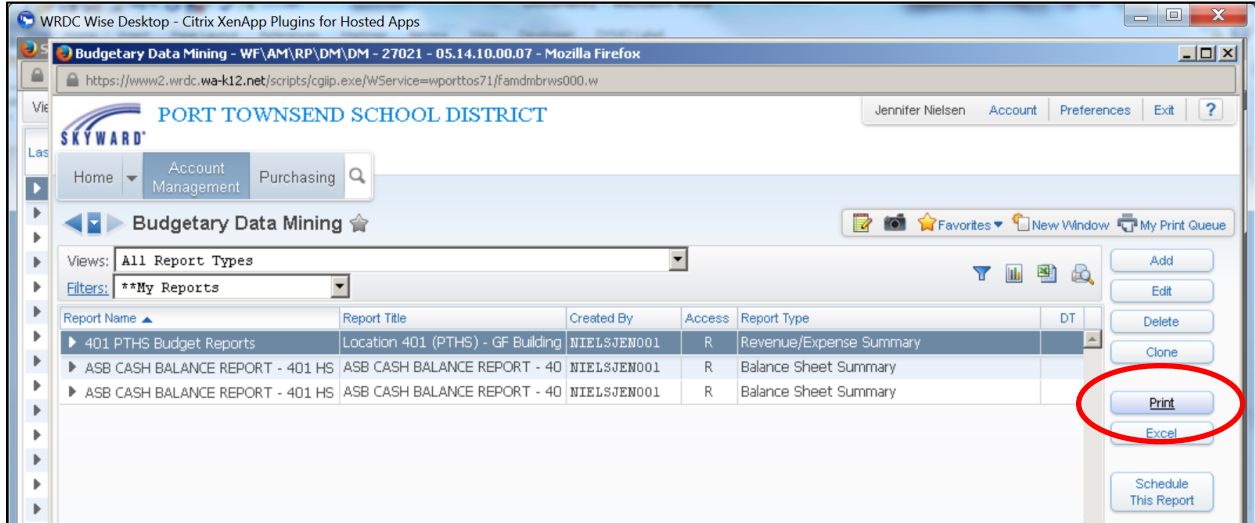 WRDC Wise Desktop - Citrix XenApp Plugins for Hosted Apps
Budgetary Data Mining - WF\AM\RP\DM\DM - 27021 - 05.14.10.00.07 - Mozilla Firefox
https://www2.wrdc.wa-k12.net/scripts/cgiip.exe/WService=wporttos71/famdmbrws000.w
Vie
SKYWARD PORT TOWNSEND SCHOOL DISTRICT Jennifer Nielsen Account Preferences Exit ?
Las
Home Account Management Purchasing
Budgetary Data Mining Favorites New Window My Print Queue
Views: All Report Types Add
Filters: **My Reports Edit
Report Name Report Title Created By Access Report Type DT Delete
401 PTHS Budget Reports Location 401 (PTHS) - GF Building NIELSJEN001 R Revenue/Expense Summary
Clone
ASB CASH BALANCE REPORT - 401 HS ASB CASH BALANCE REPORT - 40 NIELSJEN001 R Balance Sheet Summary
ASB CASH BALANCE REPORT - 401 HS ASB CASH BALANCE REPORT - 40 NIELSJEN001 R Balance Sheet Summary
Print
Excel
Schedule
This Report